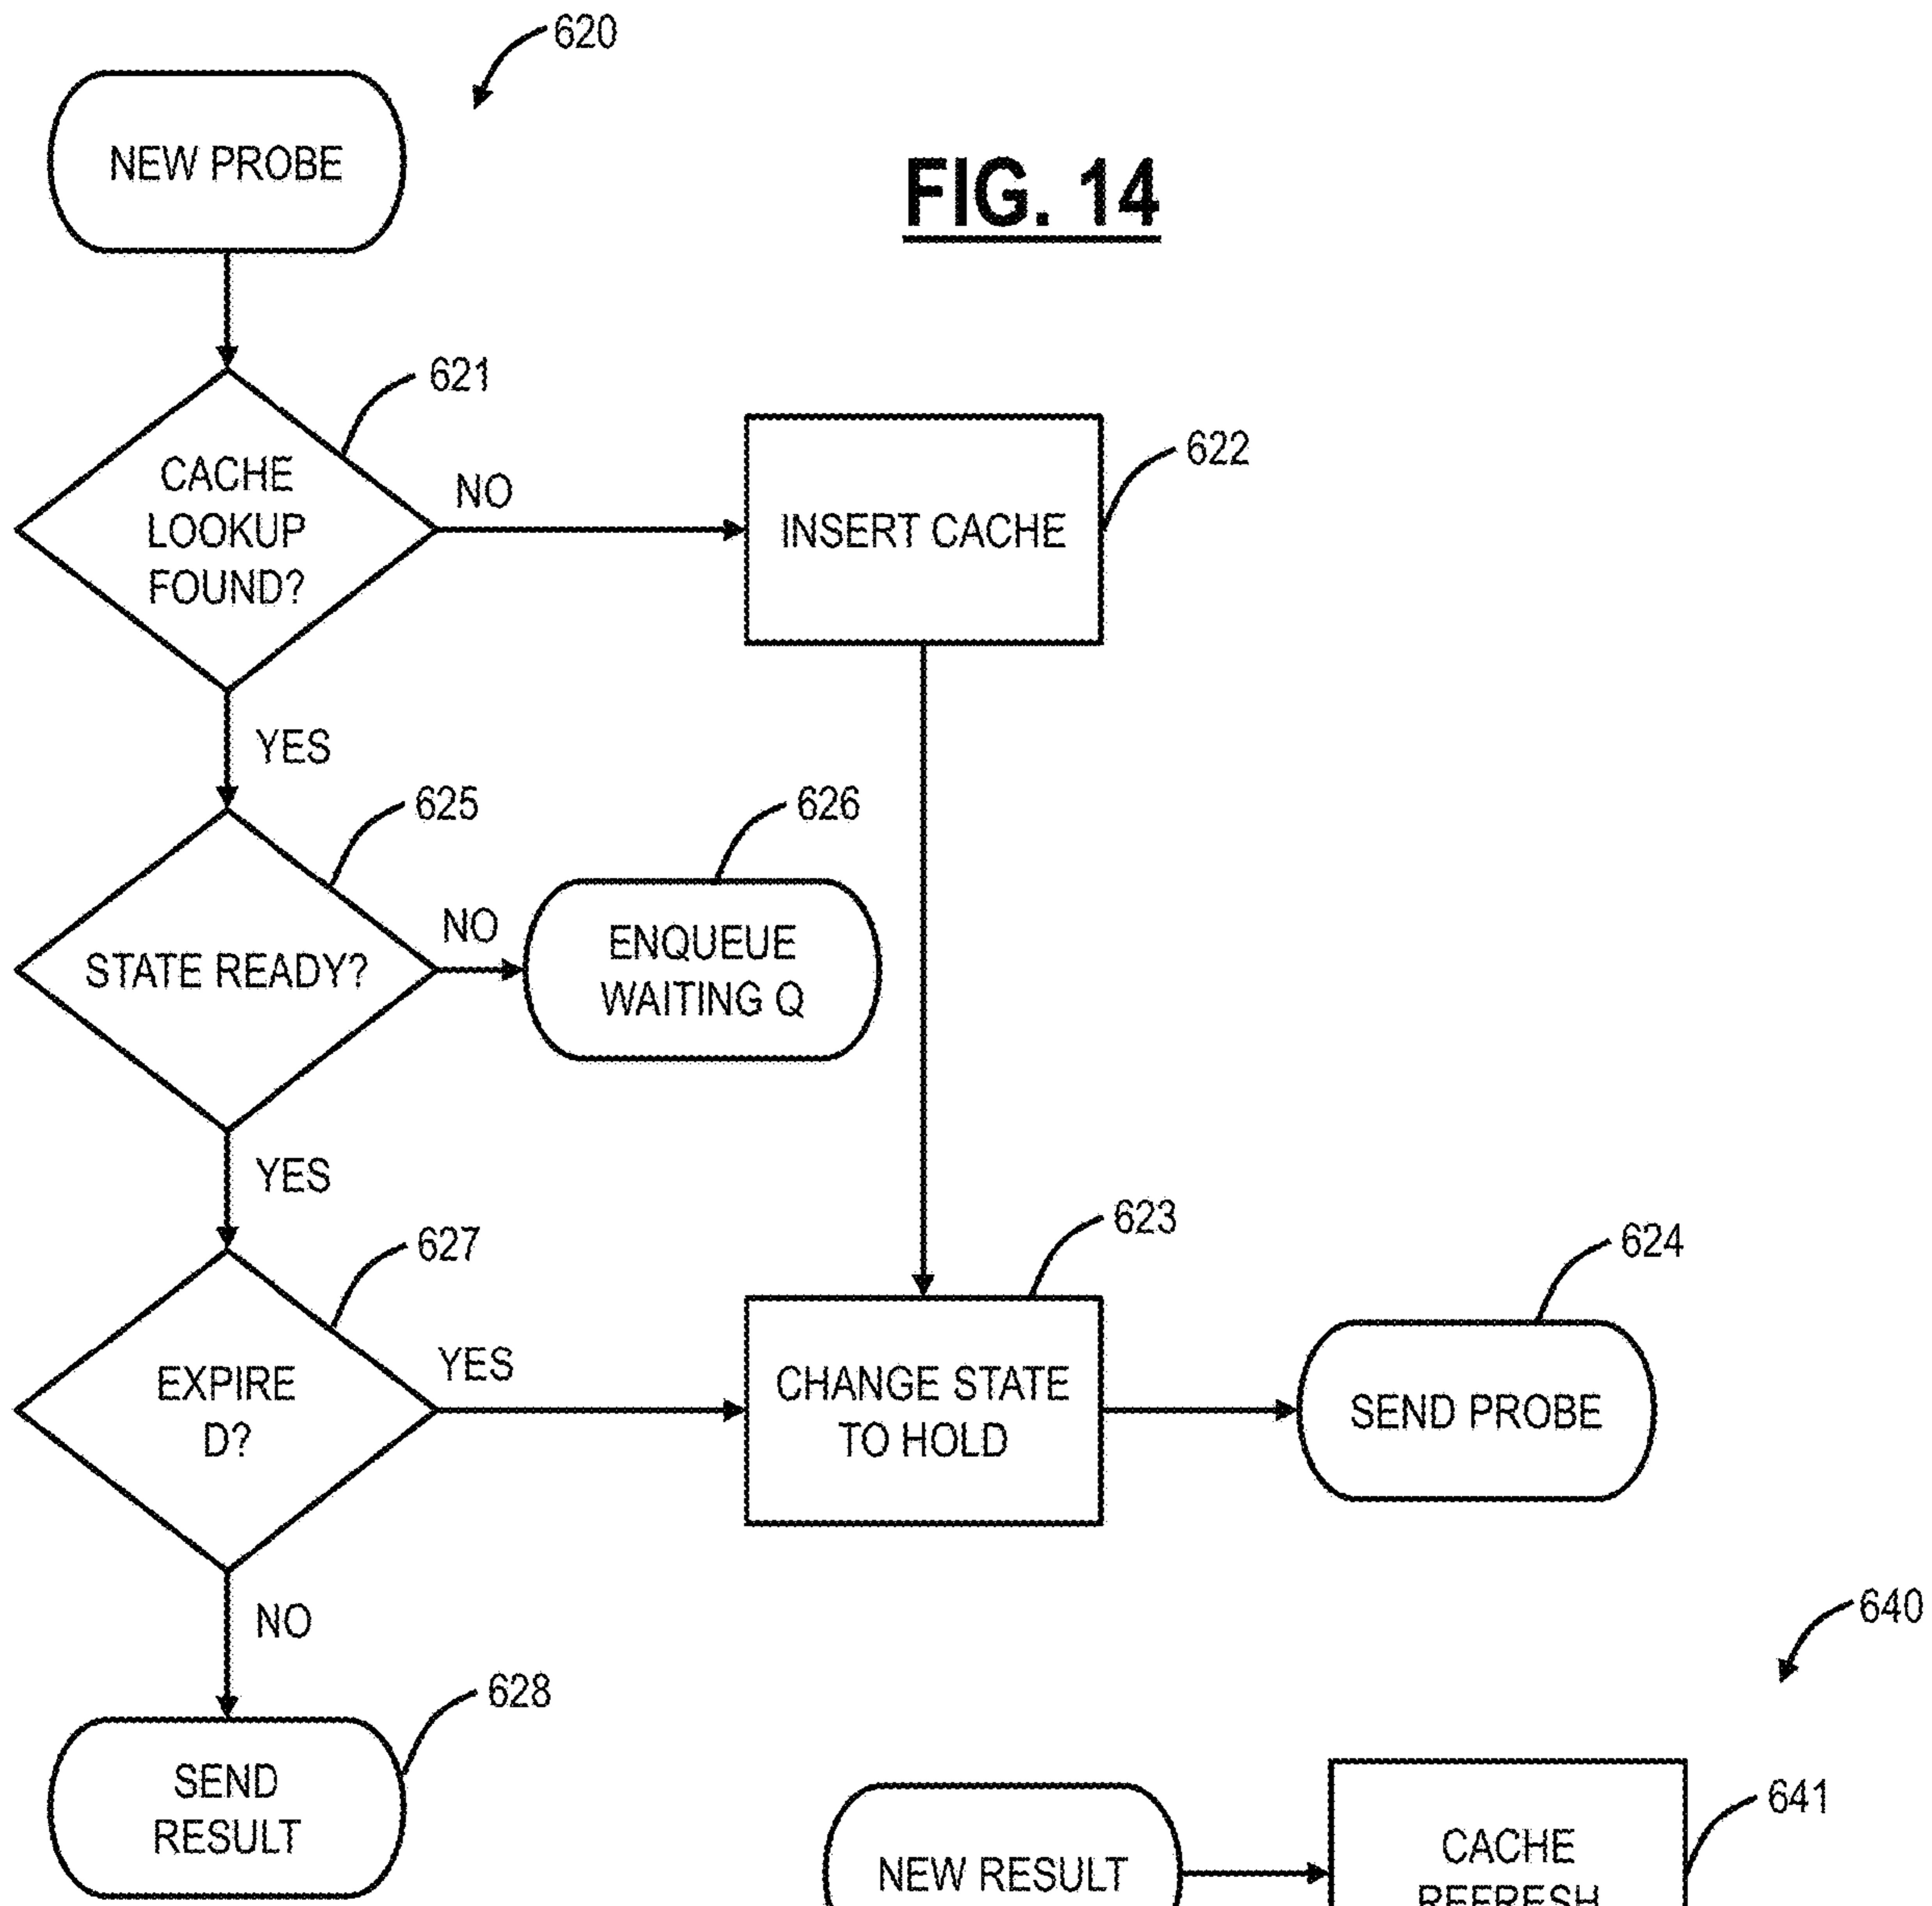 620
NEW PROBE
FIG. 14
621
CACHE
LOOKUP
FOUND?
NO
INSERT CACHE
622
YES
625
STATE READY?
NO
626
ENQUEUE
WAITING Q
YES
627
EXPIRE
D?
YES
623
CHANGE STATE
TO HOLD
624
SEND PROBE
NO
628
SEND
RESULT
640
NEW RESULT
641
CACHE
REFRESH